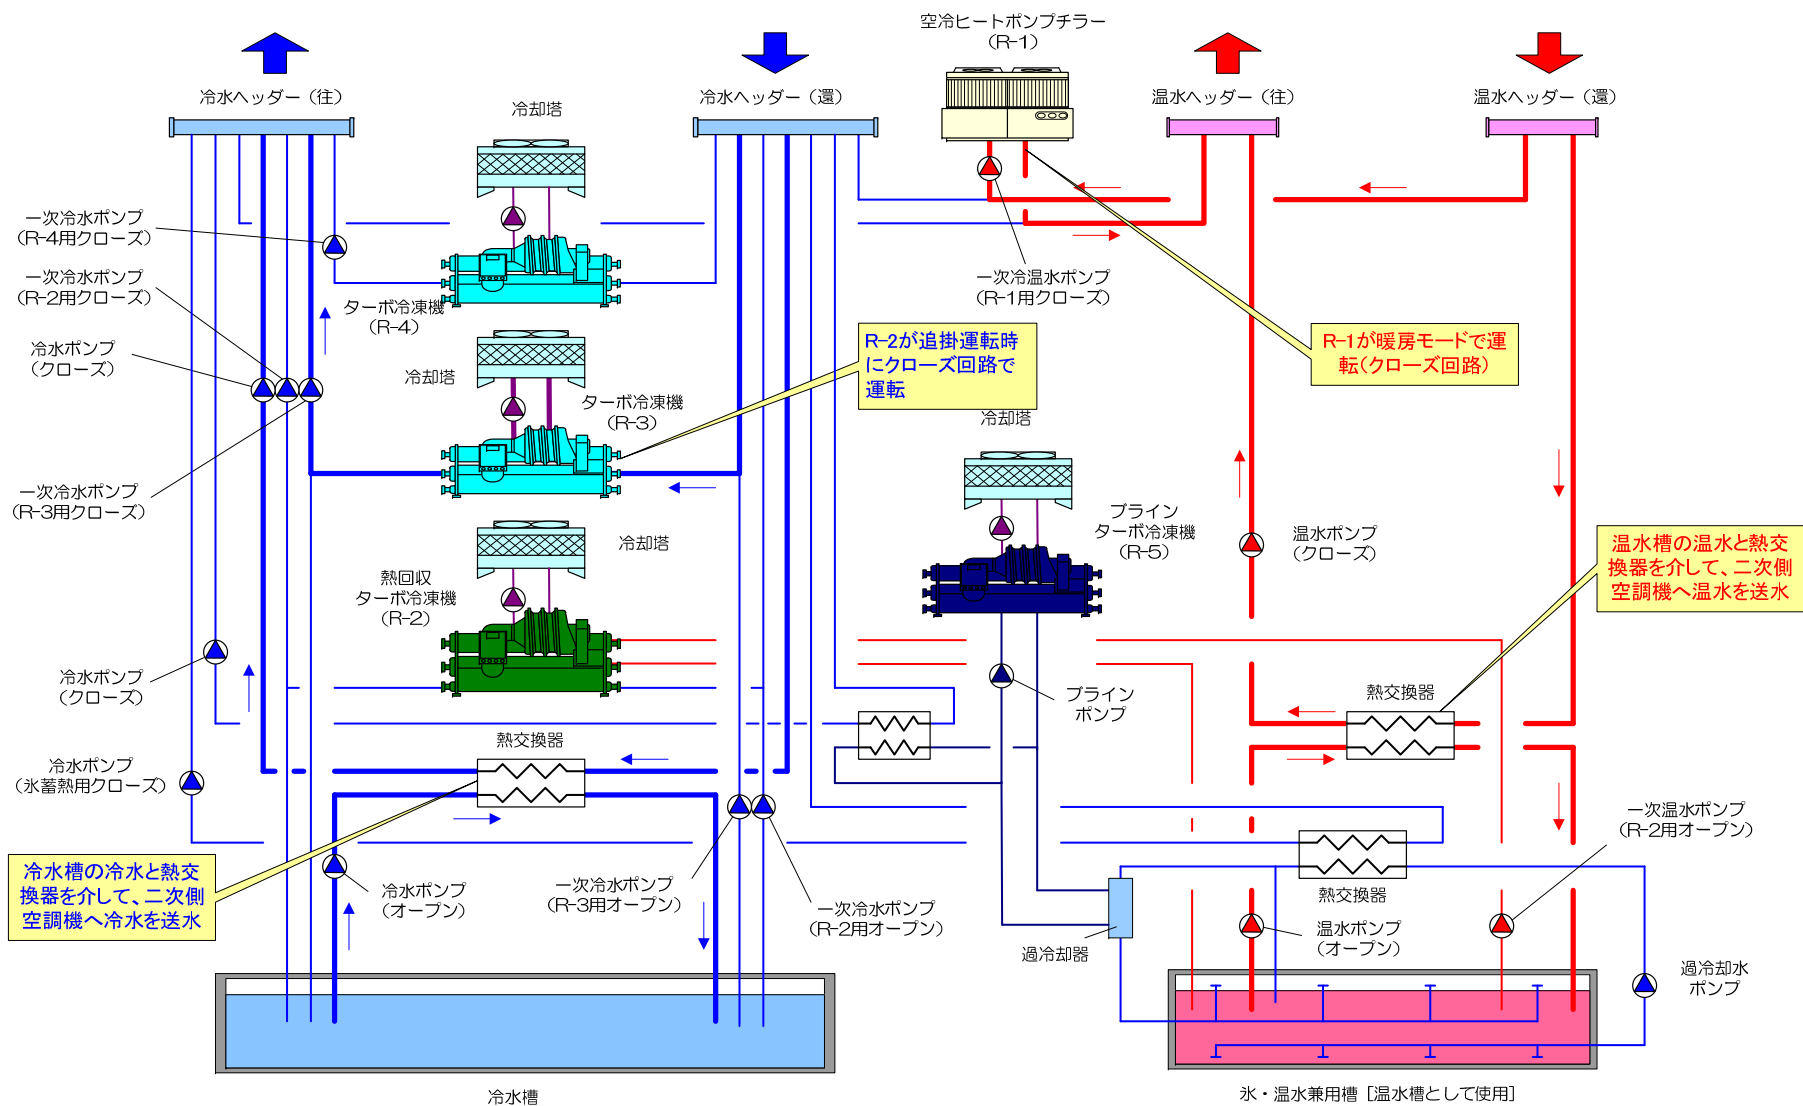 空冷ヒートポンプチラー
(R-1)
冷水ヘッダー（往）
冷却塔
冷水ヘッダー（還）
温水ヘッダー（往）
温水ヘッダー（還）
一次冷水ポンプ
(R-4用クローズ)
一次冷水ポンプ
(R-2用クローズ)
冷水ポンプ
(クローズ)
一次冷水ポンプ
(R-3用クローズ)
ターボ冷凍機
(R-4)
冷却塔
ターボ冷凍機
(R-3)
R-2が追掛運転時
にクローズ回路で
運転
一次冷温水ポンプ
(R-1用クローズ)
R-1が暖房モードで運
転(クローズ回路)
冷却塔
ブライン
ターボ冷凍機
(R-5)
温水ポンプ
(クローズ)
温水槽の温水と熱交
換器を介して、二次側
空調機へ温水を送水
冷却塔
熱回収
ターボ冷凍機
(R-2)
冷水ポンプ
(クローズ)
ブライン
ポンプ
熱交換器
熱交換器
冷水ポンプ
(氷蓄熱用クローズ)
一次温水ポンプ
(R-2用オープン)
冷水槽の冷水と熱交
換器を介して、二次側
空調機へ冷水を送水
冷水ポンプ
(オープン)
一次冷水ポンプ
(R-3用オープン)
一次冷水ポンプ
(R-2用オープン)
熱交換器
過冷却器
温水ポンプ
(オープン)
過冷却水
ポンプ
冷水槽
氷・温水兼用槽［温水槽として使用］